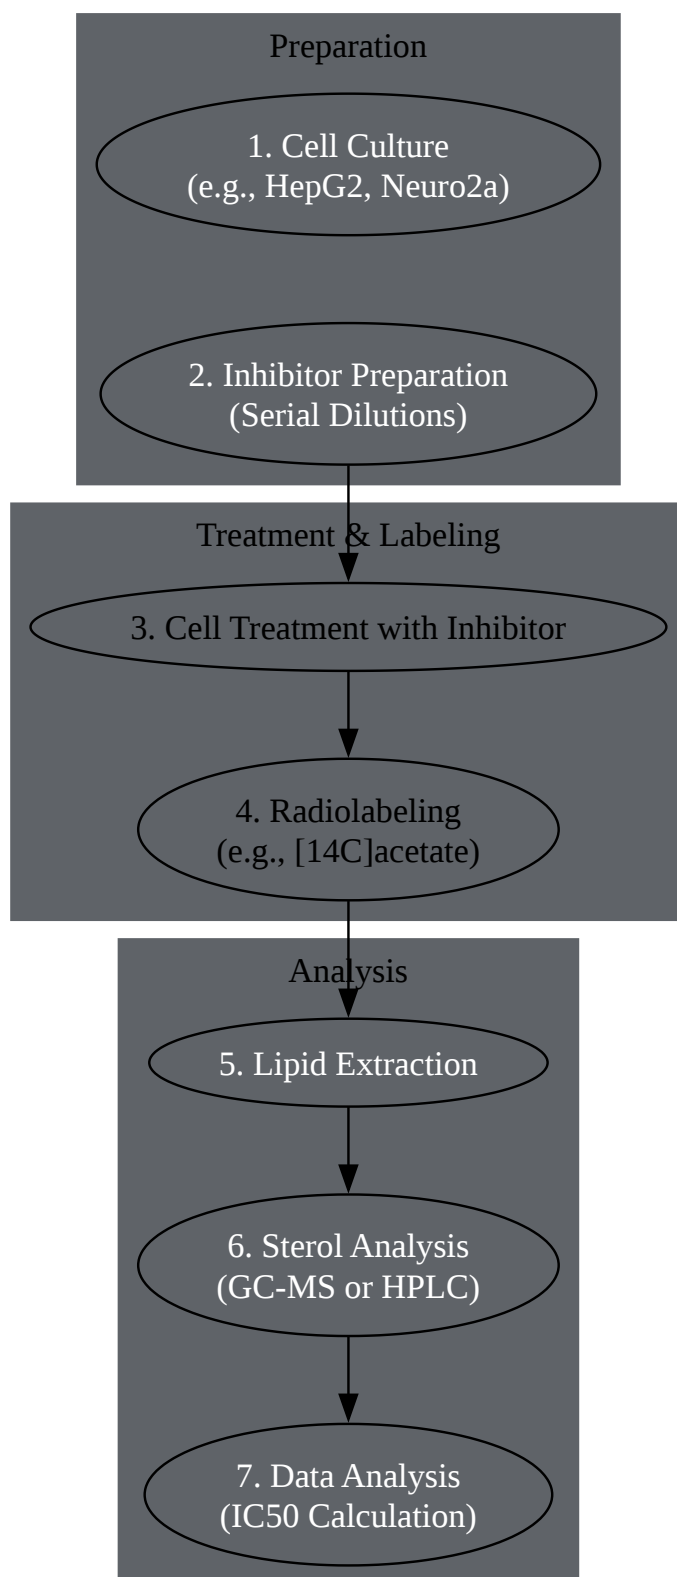 Preparation
1. Cell Culture
(e.g., HepG2, Neuro2a)
2. Inhibitor Preparation
(Serial Dilutions)
Treatment & Labeling
3. Cell Treatment with Inhibitor
4. Radiolabeling
(e.g., [14C]acetate)
Analysis
5. Lipid Extraction
6. Sterol Analysis
(GC-MS or HPLC)
7. Data Analysis
(IC50 Calculation)